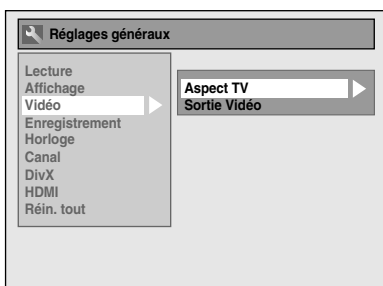 Réglages généraux
Lecture
Affichage
Vidéo
Enregistrement
Horloge
Canal
DivX
HDMI
Réin. tout
Aspect TV
Sortie Vidéo